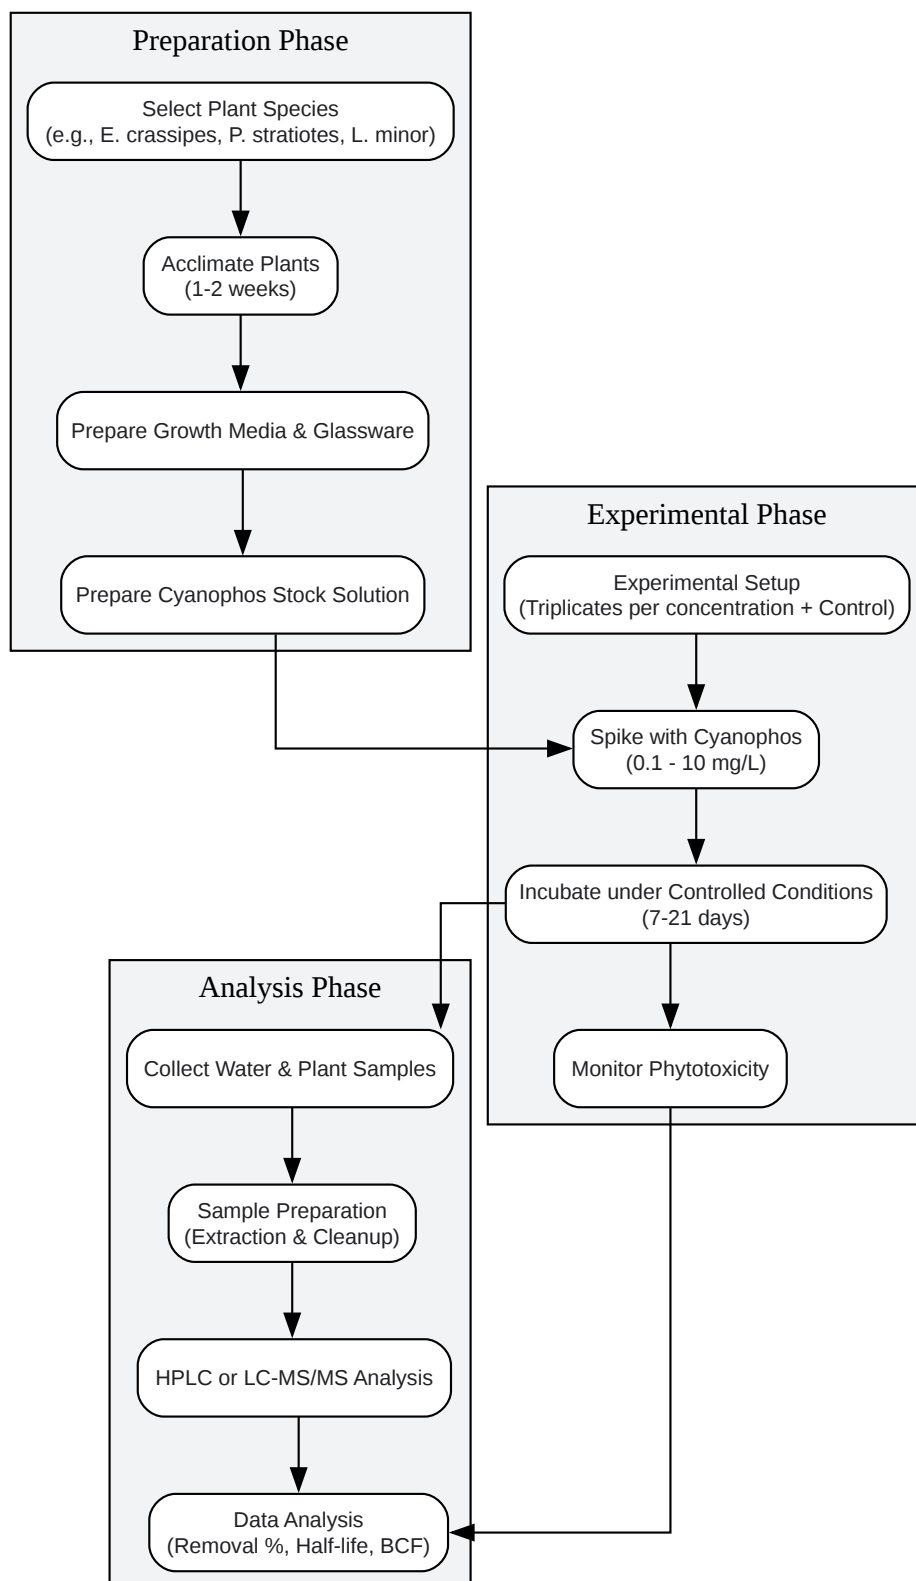 Preparation Phase
Select Plant Species
(e.g., E. crassipes, P. stratiotes, L. minor)
Acclimate Plants
(1-2 weeks)
Prepare Growth Media & Glassware
Prepare Cyanophos Stock Solution
Experimental Phase
Experimental Setup
(Triplicates per concentration + Control)
Spike with Cyanophos
(0.1 - 10 mg/L)
Incubate under Controlled Conditions
(7-21 days)
Monitor Phytotoxicity
Analysis Phase
Collect Water & Plant Samples
Sample Preparation
(Extraction & Cleanup)
HPLC or LC-MS/MS Analysis
Data Analysis
(Removal %, Half-life, BCF)